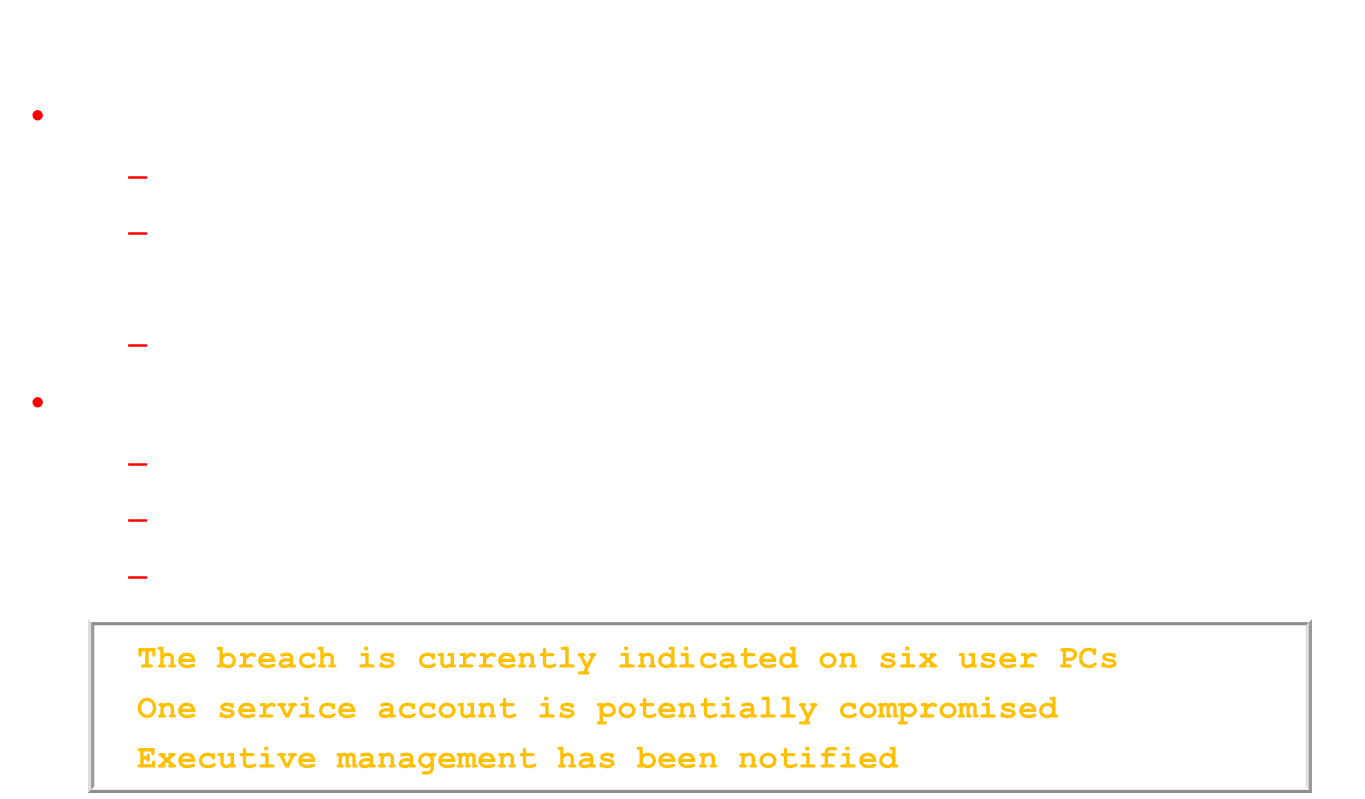 The breach is currently indicated on six user PCs
One service account is potentially compromised
Executive management has been notified